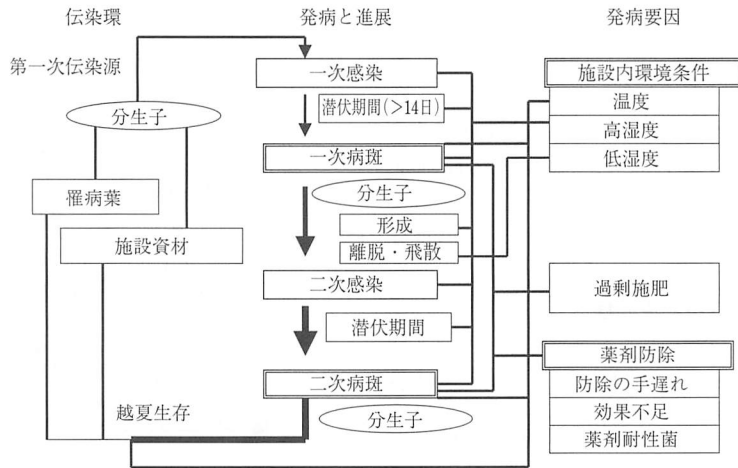 伝染環
第一次伝染源
分生子
罹病葉
施設資材
越夏生存
発病と進展
一次感染
潜伏期間(>14日)
一次病斑
分生子
形成
離脱・飛散
二次感染
潜伏期間
二次病斑
分生子
発病要因
施設内環境条件
温度
高湿度
低湿度
過剰施肥
薬剤防除
防除の手遅れ
効果不足
薬剤耐性菌